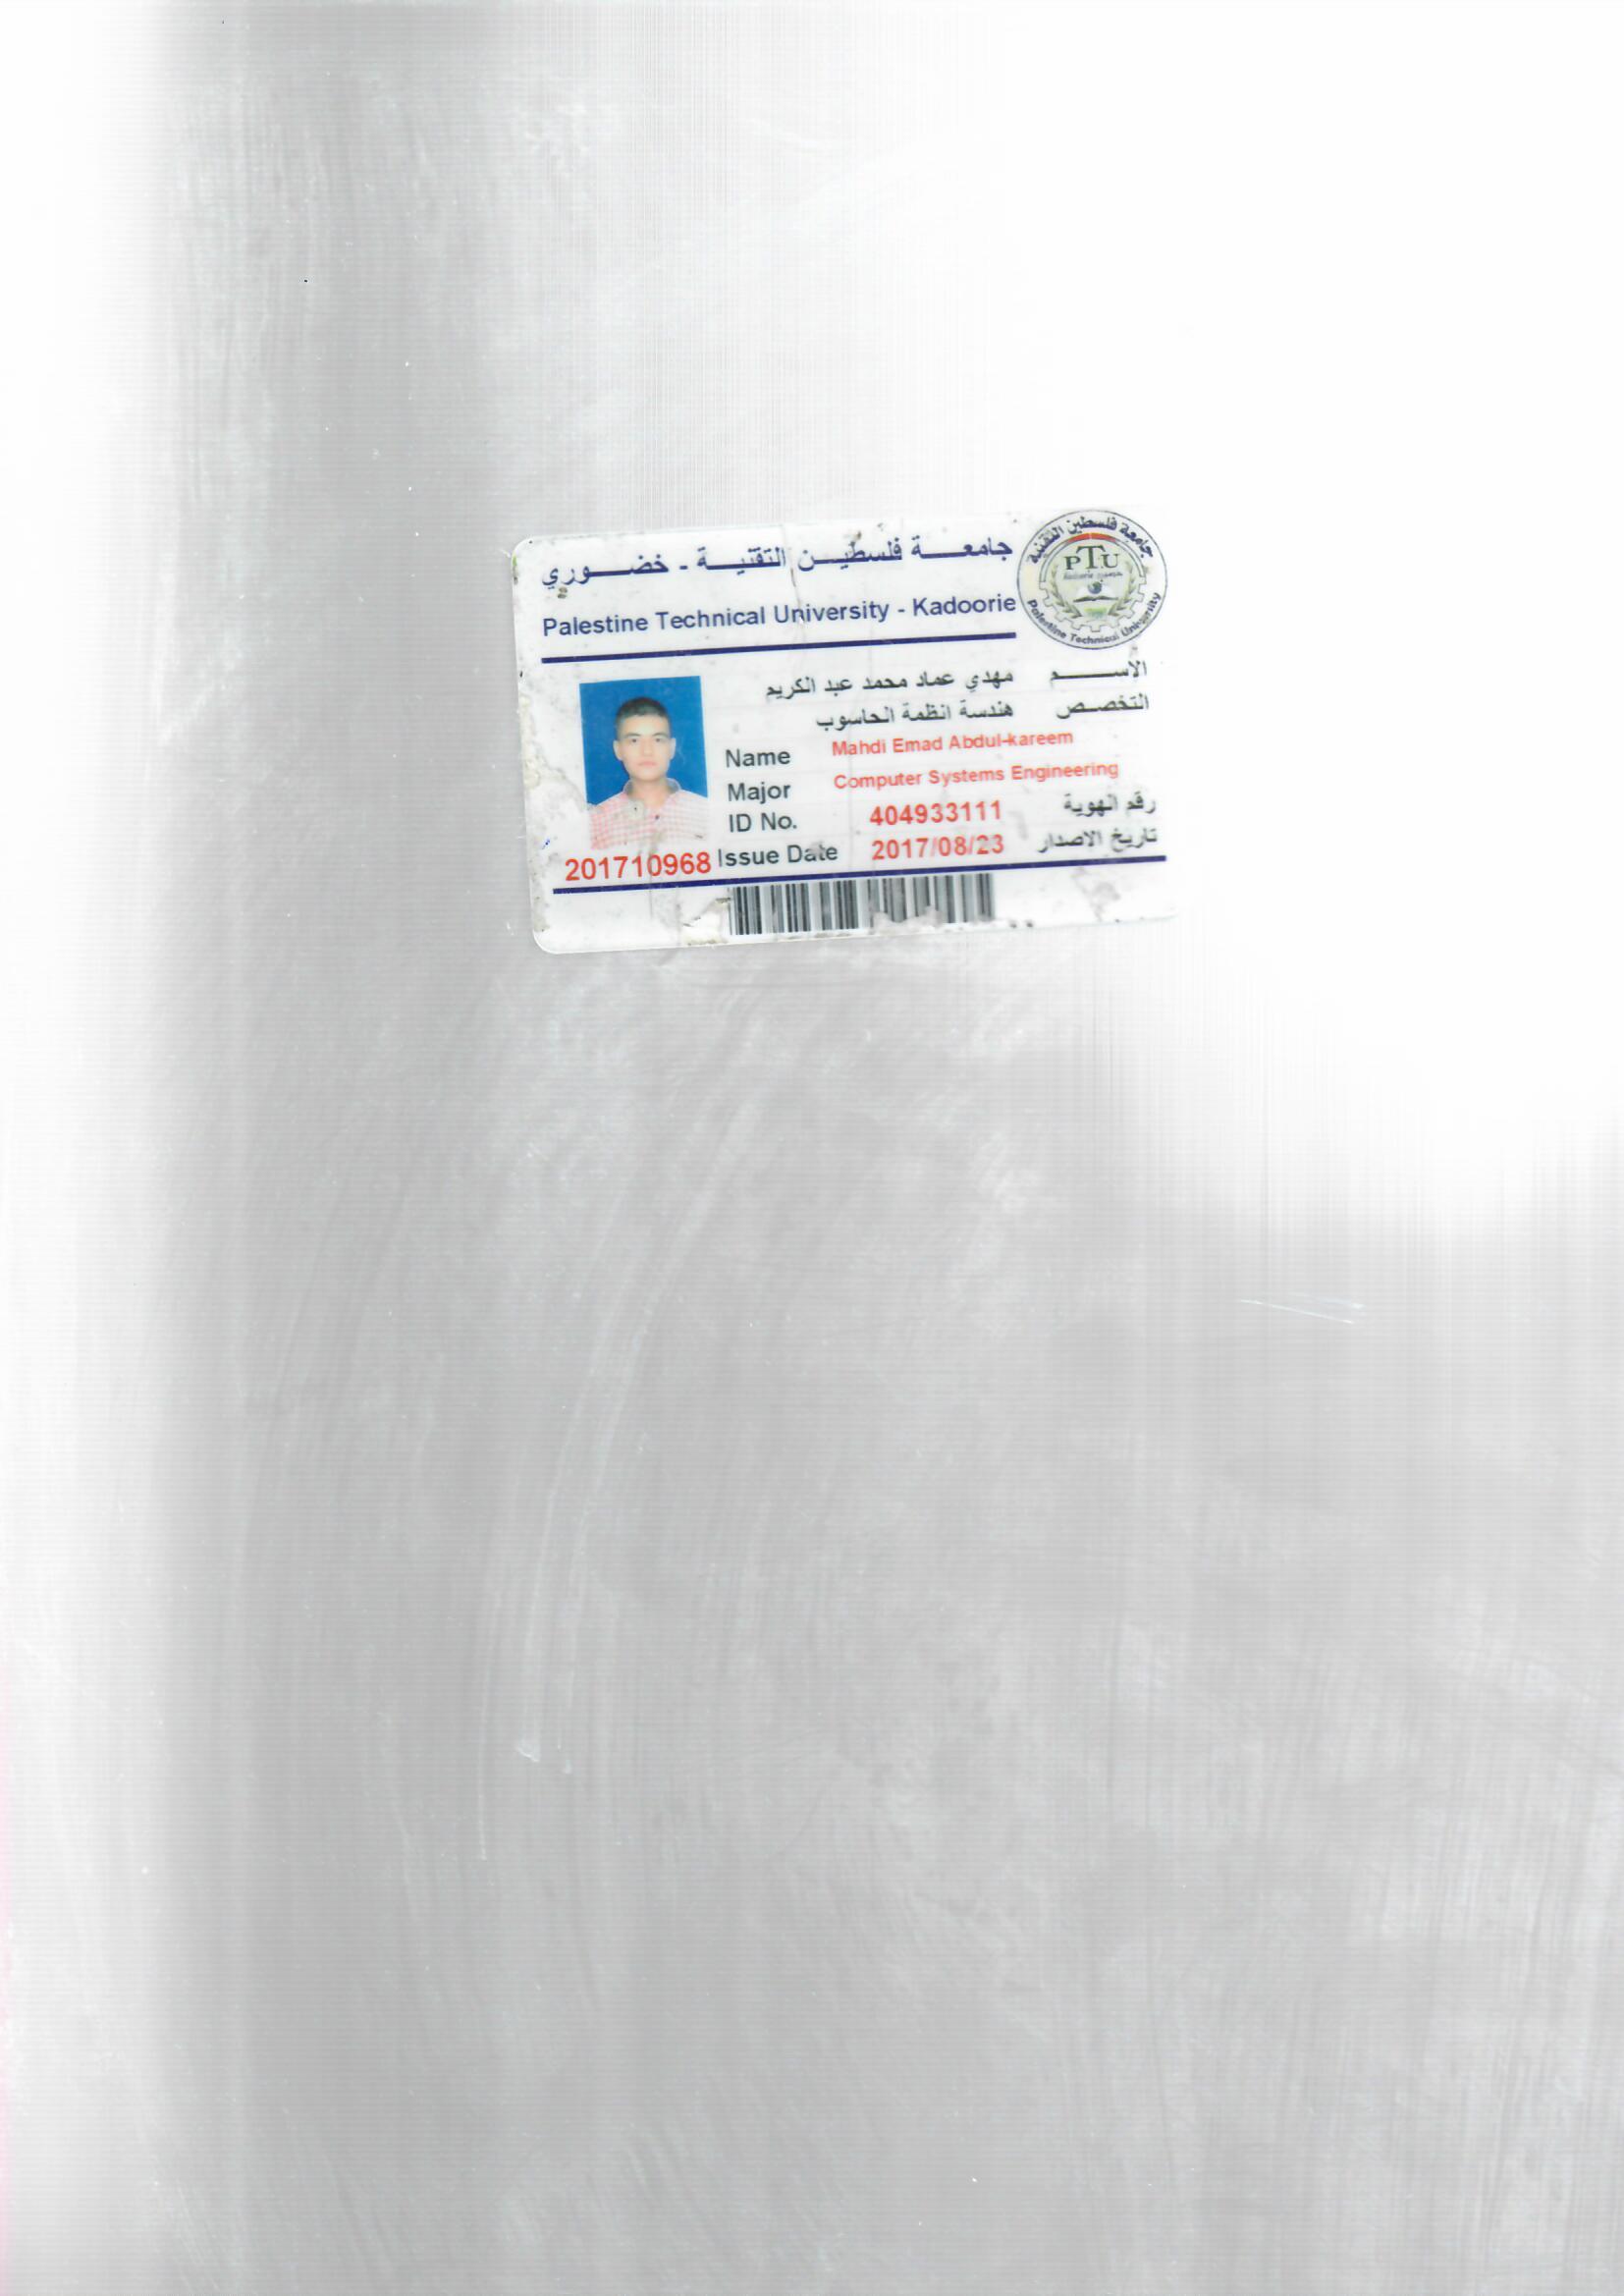 جامعة فلسطين التقنية - خضوري
Palestine Technical University - Kadoorie
جامعة فلسطين التقنية
PTU
Palestine Technical University
الاسم مهدي عماد محمد عبد الكريم
التخصص هندسة انظمة الحاسوب
Name Mahdi Emad Abdul-kareem
Major Computer Systems Engineering
ID No. 404933111 رقم الهوية
201710968 Issue Date 2017/08/23 تاريخ الاصدار